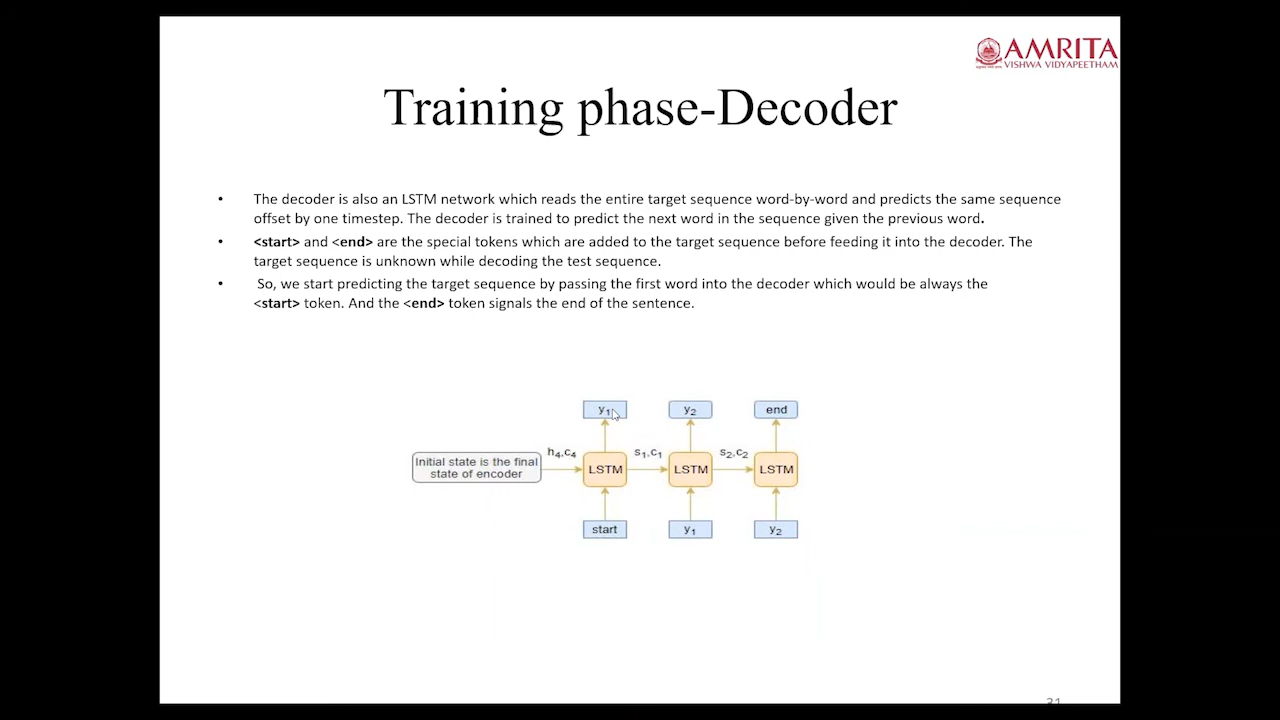 AMRITA
VISHWA VIDYAPEETHAM
Training phase-Decoder
• The decoder is also an LSTM network which reads the entire target sequence word-by-word and predicts the same sequence
offset by one timestep. The decoder is trained to predict the next word in the sequence given the previous word.
• <start> and <end> are the special tokens which are added to the target sequence before feeding it into the decoder. The
target sequence is unknown while decoding the test sequence.
• So, we start predicting the target sequence by passing the first word into the decoder which would be always the
<start> token. And the <end> token signals the end of the sentence.
y1 y2 end
h4,c4 s1,c1 s2,c2
Initial state is the final
state of encoder
LSTM LSTM LSTM
start y1 y2
31